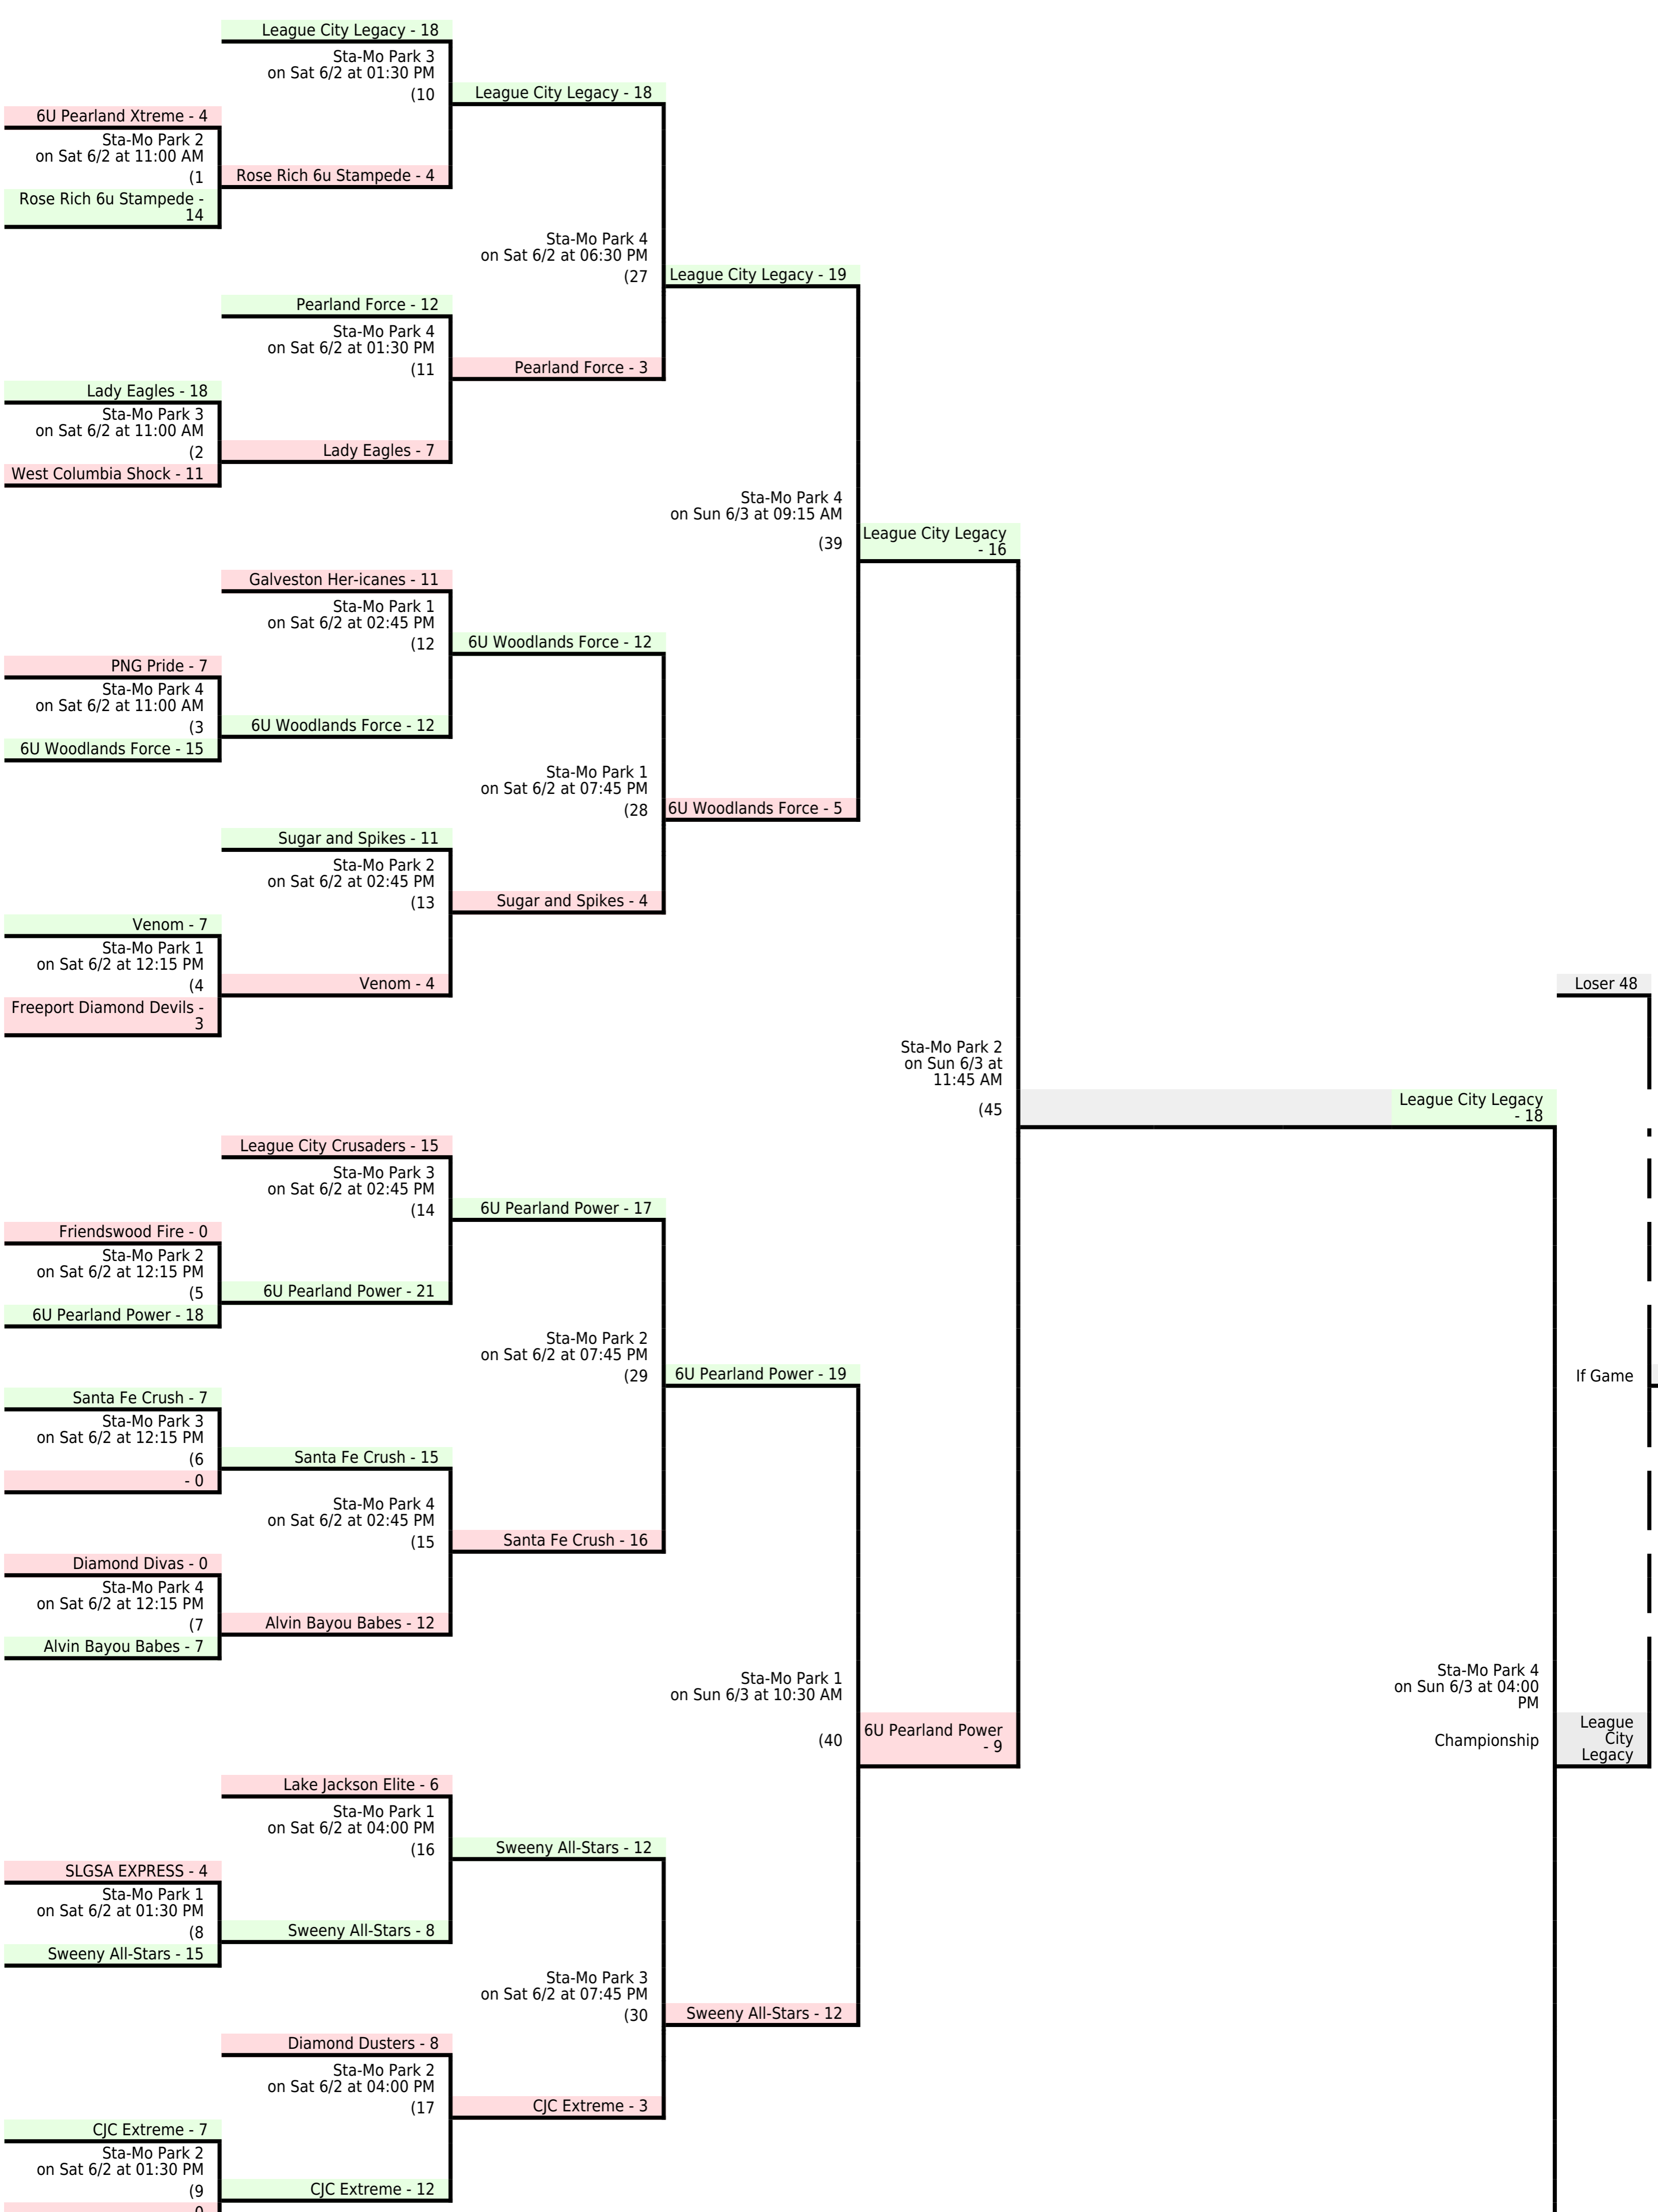 League City Legacy - 18
Sta-Mo Park 3
on Sat 6/2 at 01:30 PM
(10
League City Legacy - 18
6U Pearland Xtreme - 4
Sta-Mo Park 2
on Sat 6/2 at 11:00 AM
(1
Rose Rich 6u Stampede - 4
Rose Rich 6u Stampede -
14
Sta-Mo Park 4
on Sat 6/2 at 06:30 PM
(27
League City Legacy - 19
Pearland Force - 12
Sta-Mo Park 4
on Sat 6/2 at 01:30 PM
(11
Pearland Force - 3
Lady Eagles - 18
Sta-Mo Park 3
on Sat 6/2 at 11:00 AM
(2
Lady Eagles - 7
West Columbia Shock - 11
Sta-Mo Park 4
on Sun 6/3 at 09:15 AM
(39
League City Legacy
- 16
Galveston Her-icanes - 11
Sta-Mo Park 1
on Sat 6/2 at 02:45 PM
(12
6U Woodlands Force - 12
PNG Pride - 7
Sta-Mo Park 4
on Sat 6/2 at 11:00 AM
(3
6U Woodlands Force - 12
6U Woodlands Force - 15
Sta-Mo Park 1
on Sat 6/2 at 07:45 PM
(28
6U Woodlands Force - 5
Sugar and Spikes - 11
Sta-Mo Park 2
on Sat 6/2 at 02:45 PM
(13
Sugar and Spikes - 4
Venom - 7
Sta-Mo Park 1
on Sat 6/2 at 12:15 PM
(4
Venom - 4
Freeport Diamond Devils -
3
Loser 48
Sta-Mo Park 2
on Sun 6/3 at
11:45 AM
(45
League City Legacy
- 18
League City Crusaders - 15
Sta-Mo Park 3
on Sat 6/2 at 02:45 PM
(14
6U Pearland Power - 17
Friendswood Fire - 0
Sta-Mo Park 2
on Sat 6/2 at 12:15 PM
(5
6U Pearland Power - 21
6U Pearland Power - 18
Sta-Mo Park 2
on Sat 6/2 at 07:45 PM
(29
6U Pearland Power - 19
If Game
Santa Fe Crush - 7
Sta-Mo Park 3
on Sat 6/2 at 12:15 PM
(6
Santa Fe Crush - 15
- 0
Sta-Mo Park 4
on Sat 6/2 at 02:45 PM
(15
Santa Fe Crush - 16
Diamond Divas - 0
Sta-Mo Park 4
on Sat 6/2 at 12:15 PM
(7
Alvin Bayou Babes - 12
Alvin Bayou Babes - 7
Sta-Mo Park 1
on Sun 6/3 at 10:30 AM
(40
6U Pearland Power
- 9
Sta-Mo Park 4
on Sun 6/3 at 04:00
PM
Championship
League
City
Legacy
Lake Jackson Elite - 6
Sta-Mo Park 1
on Sat 6/2 at 04:00 PM
(16
Sweeny All-Stars - 12
SLGSA EXPRESS - 4
Sta-Mo Park 1
on Sat 6/2 at 01:30 PM
(8
Sweeny All-Stars - 8
Sweeny All-Stars - 15
Sta-Mo Park 3
on Sat 6/2 at 07:45 PM
(30
Sweeny All-Stars - 12
Diamond Dusters - 8
Sta-Mo Park 2
on Sat 6/2 at 04:00 PM
(17
CJC Extreme - 3
CJC Extreme - 7
Sta-Mo Park 2
on Sat 6/2 at 01:30 PM
(9
CJC Extreme - 12